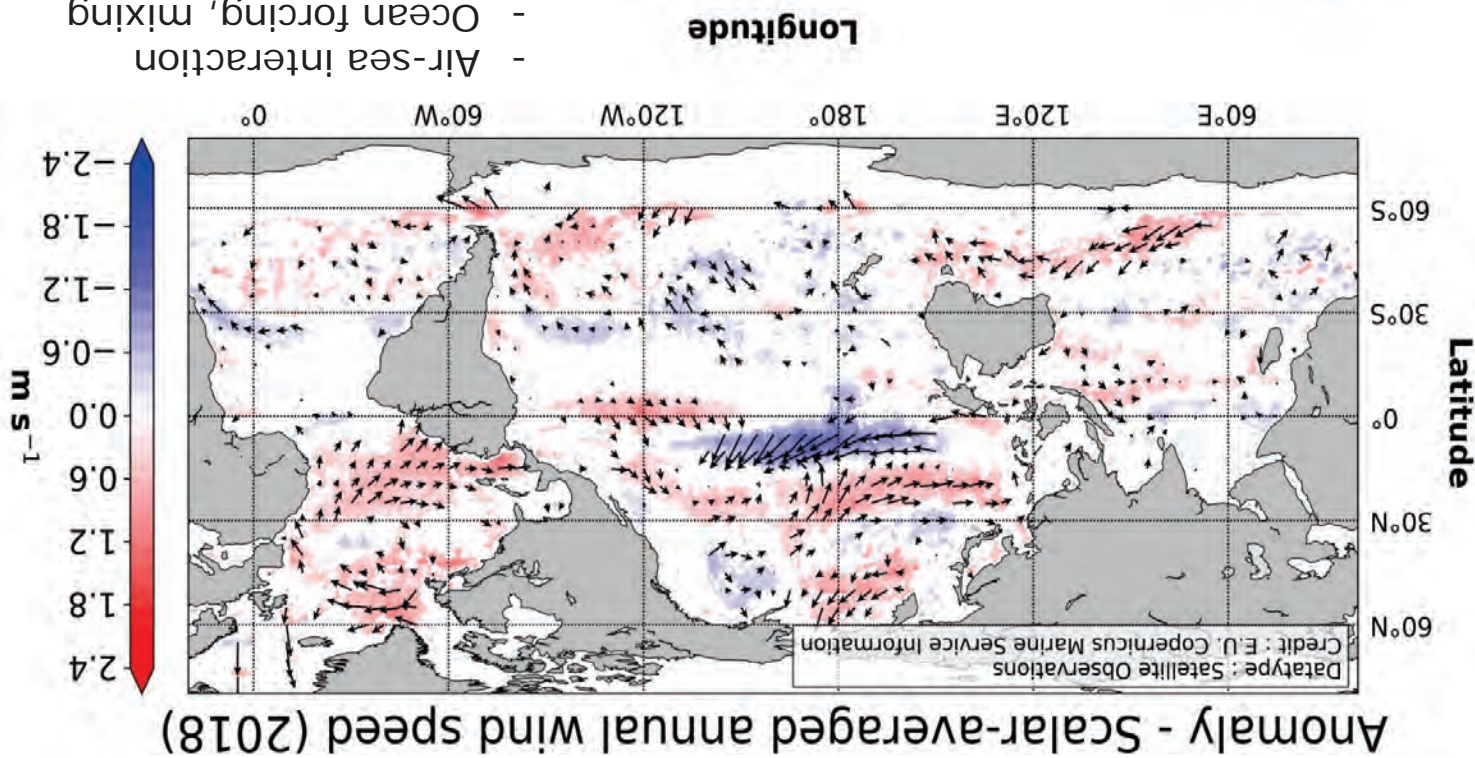 Anomaly - Scalar-averaged annual wind speed (2018)
Datatype : Satellite Observations
Credit : E.U. Copernicus Marine Service Information
Latitude
60°N
30°N
0°
30°S
60°S
60°E 120°E 180° 120°W 60°W 0°
Longitude
2.4
1.8
1.2
0.6
0.0
−0.6
−1.2
−1.8
−2.4
m s⁻¹
- Air-sea interaction
- Ocean forcing, mixing